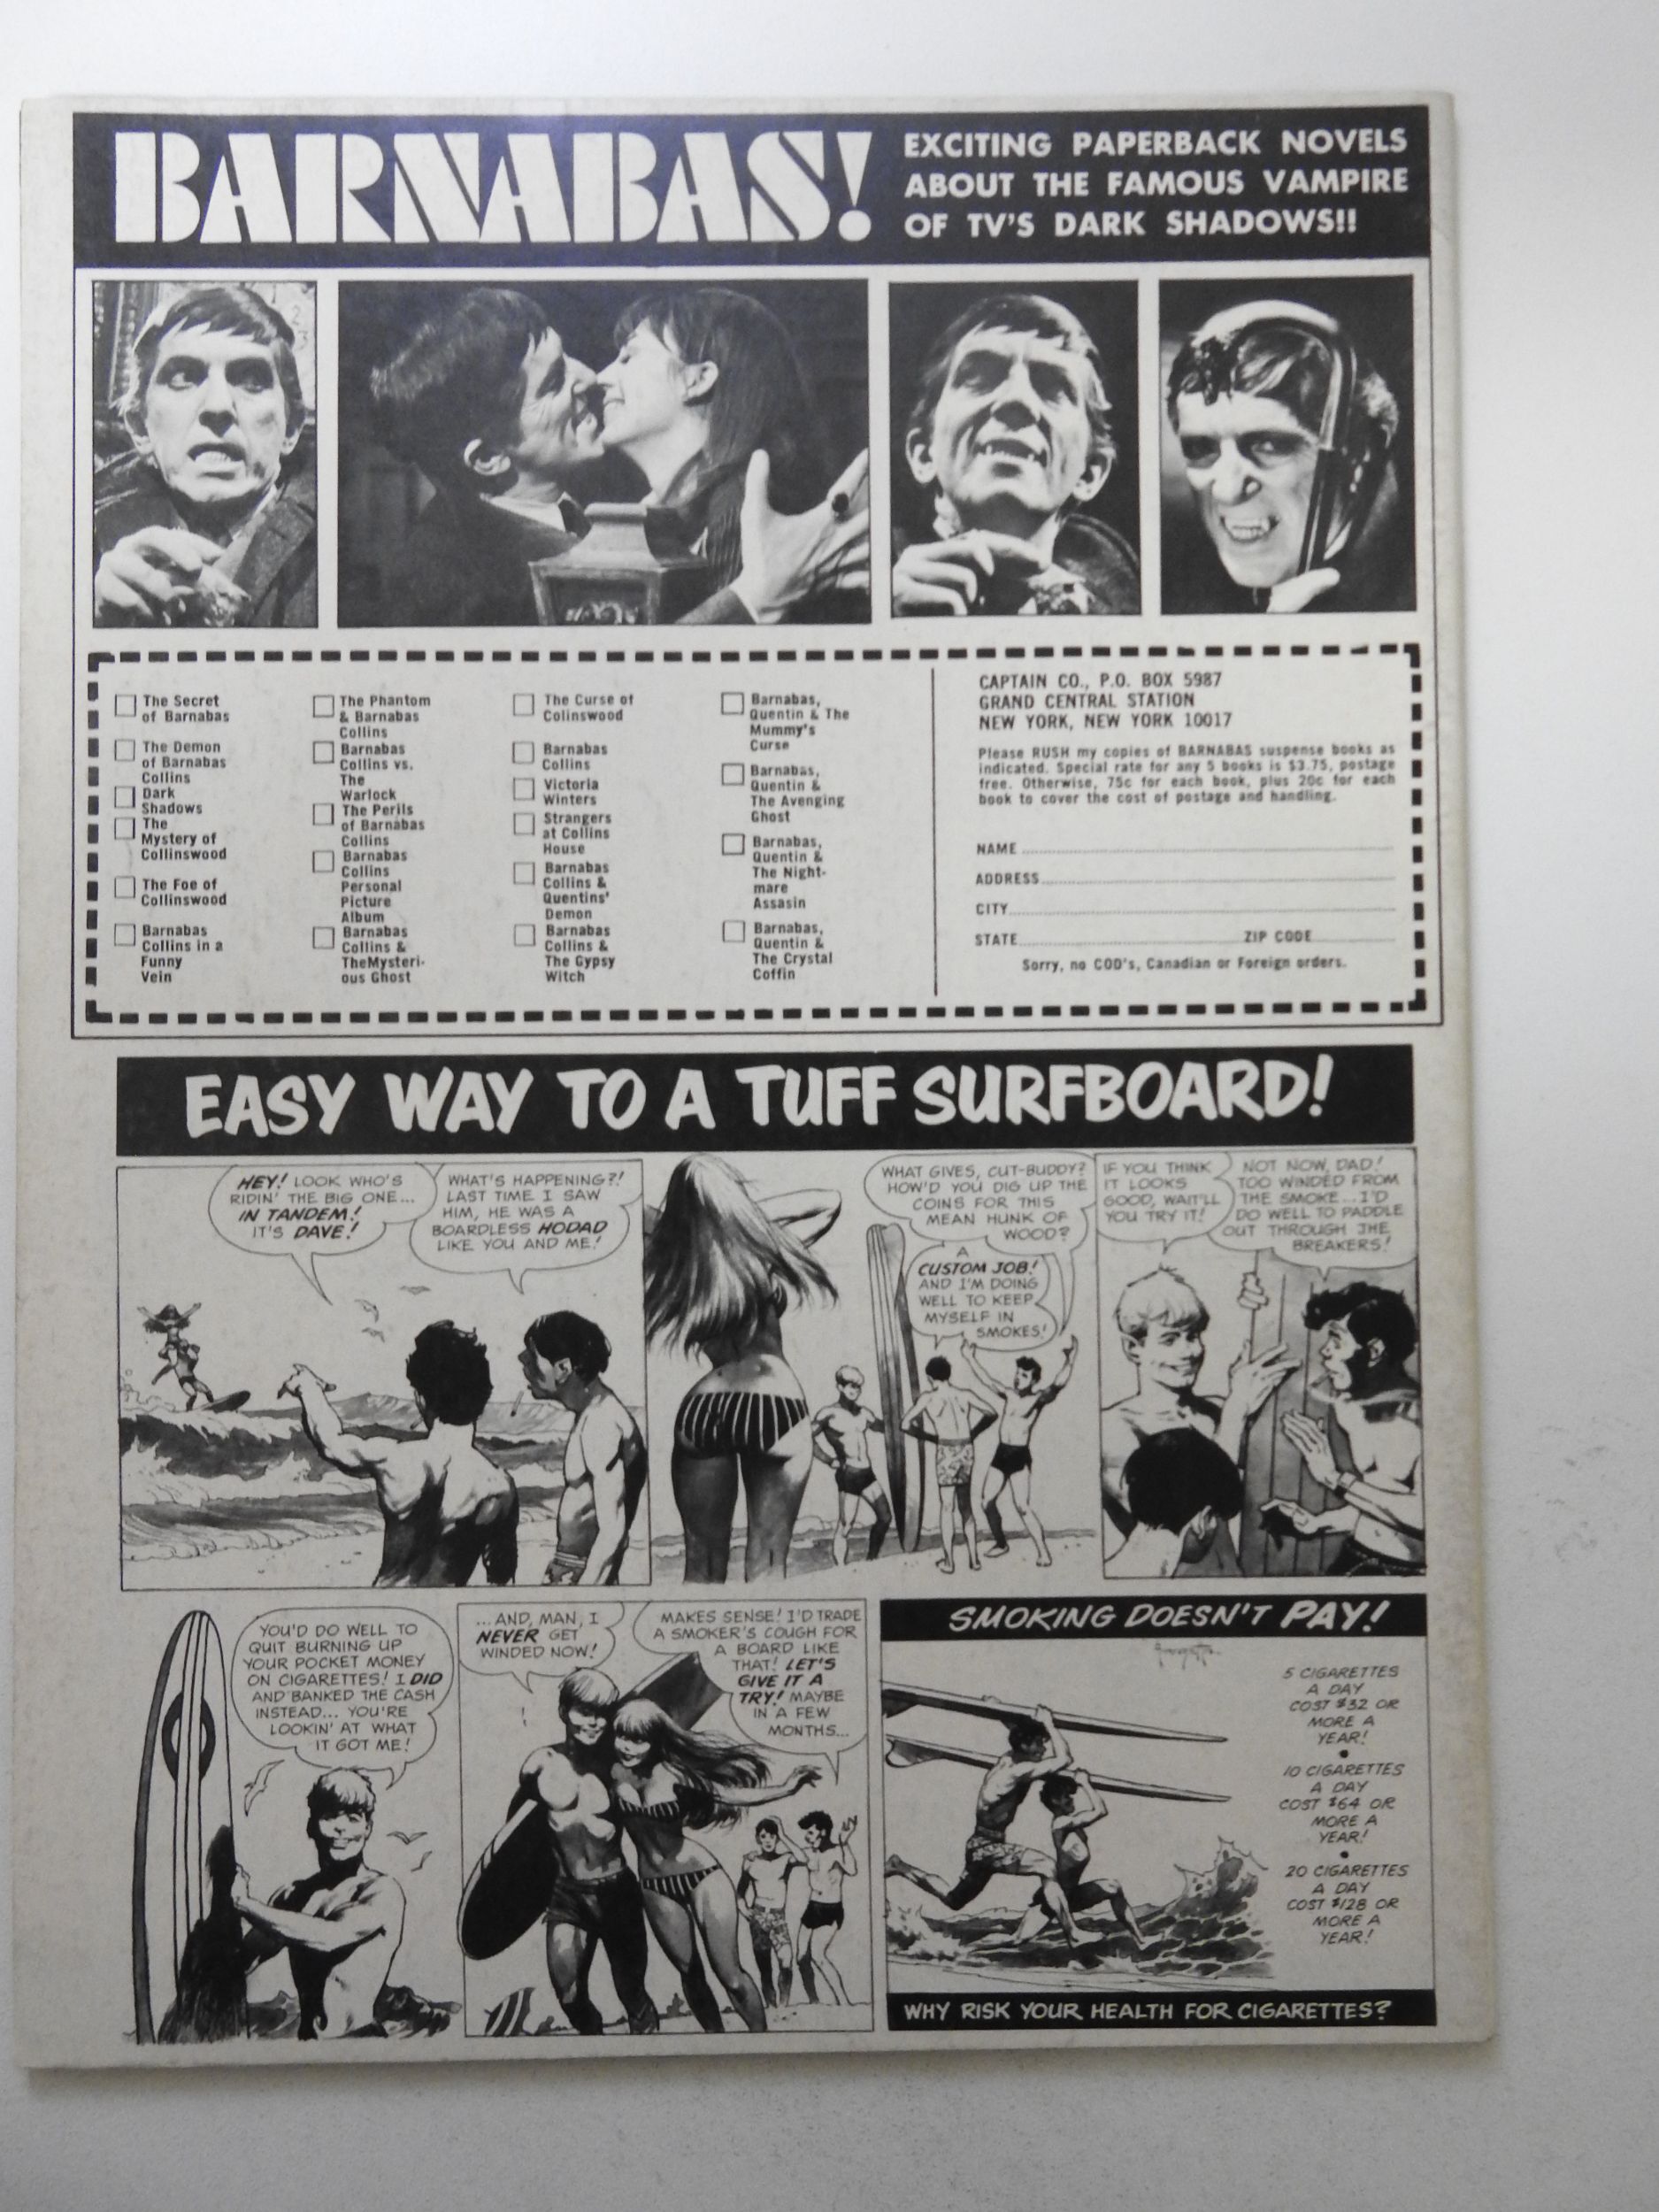 BARNABAS!
EXCITING PAPERBACK NOVELS
ABOUT THE FAMOUS VAMPIRE
OF TV'S DARK SHADOWS!!
The Secret
of Barnabas
The Demon
of Barnabas
Collins
Dark
Shadows
The
Mystery of
Collinswood
The Foe of
Collinswood
Barnabas
Collins in a
Funny
Vein
The Phantom
& Barnabas
Collins
Barnabas
Collins vs.
The
Warlock
The Perils
of Barnabas
Collins
Barnabas
Collins
Personal
Picture
Album
Barnabas
Collins &
TheMysteri-
ous Ghost
The Curse of
Colinswood
Barnabas
Collins
Victoria
Winters
Strangers
at Collins
House
Barnabas
Collins &
Quentins'
Demon
Barnabas
Collins &
The Gypsy
Witch
Barnabas,
Quentin & The
Mummy's
Curse
Barnabas,
Quentin &
The Avenging
Ghost
Barnabas,
Quentin &
The Night-
mare
Assasin
Barnabas,
Quentin &
The Crystal
Coffin
CAPTAIN CO., P.O. BOX 5987
GRAND CENTRAL STATION
NEW YORK, NEW YORK 10017
Please RUSH my copies of BARNABAS suspense books as
indicated. Special rate for any 5 books is $3.75, postage
free. Otherwise, 75c for each book, plus 20c for each
book to cover the cost of postage and handling.
NAME
ADDRESS
CITY
STATE ZIP CODE
Sorry, no COD's, Canadian or Foreign orders.
EASY WAY TO A TUFF SURFBOARD!
HEY! LOOK WHO'S
RIDIN' THE BIG ONE...
IN TANDEM!
IT'S DAVE!
WHAT'S HAPPENING?!
LAST TIME I SAW
HIM, HE WAS A
BOARDLESS HODAD
LIKE YOU AND ME!
WHAT GIVES, CUT-BUDDY?
HOW'D YOU DIG UP THE
COINS FOR THIS
MEAN HUNK OF
WOOD?
A
CUSTOM JOB!
AND I'M DOING
WELL TO KEEP
MYSELF IN
SMOKES!
IF YOU THINK
IT LOOKS
GOOD, WAIT'LL
YOU TRY IT!
NOT NOW, DAD!
TOO WINDED FROM
THE SMOKE...I'D
DO WELL TO PADDLE
OUT THROUGH THE
BREAKERS!
YOU'D DO WELL TO
QUIT BURNING UP
YOUR POCKET MONEY
ON CIGARETTES! I DID
AND BANKED THE CASH
INSTEAD... YOU'RE
LOOKIN' AT WHAT
IT GOT ME!
...AND, MAN, I
NEVER GET
WINDED NOW!
MAKES SENSE! I'D TRADE
A SMOKER'S COUGH FOR
A BOARD LIKE
THAT! LET'S
GIVE IT A
TRY! MAYBE
IN A FEW
MONTHS...
!
SMOKING DOESN'T PAY!
Frazetta
5 CIGARETTES
A DAY
COST $32 OR
MORE A
YEAR!
10 CIGARETTES
A DAY
COST $64 OR
MORE A
YEAR!
20 CIGARETTES
A DAY
COST $128 OR
MORE A
YEAR!
WHY RISK YOUR HEALTH FOR CIGARETTES?